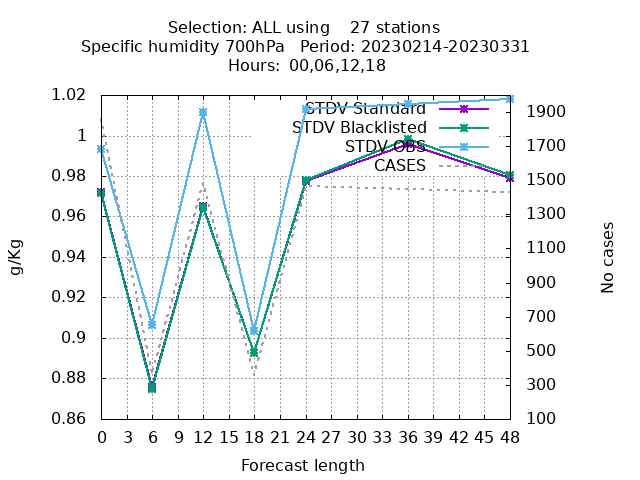 Selection: ALL using    27 stations
Specific humidity 700hPa   Period: 20230214-20230331
Hours:  00,06,12,18
STDV Standard
STDV Blacklisted
STDV OBS
CASES
1.02
1
0.98
0.96
0.94
0.92
0.9
0.88
0.86
g/Kg
1900
1700
1500
1300
1100
900
700
500
300
100
No cases
0 3 6 9 12 15 18 21 24 27 30 33 36 39 42 45 48
Forecast length